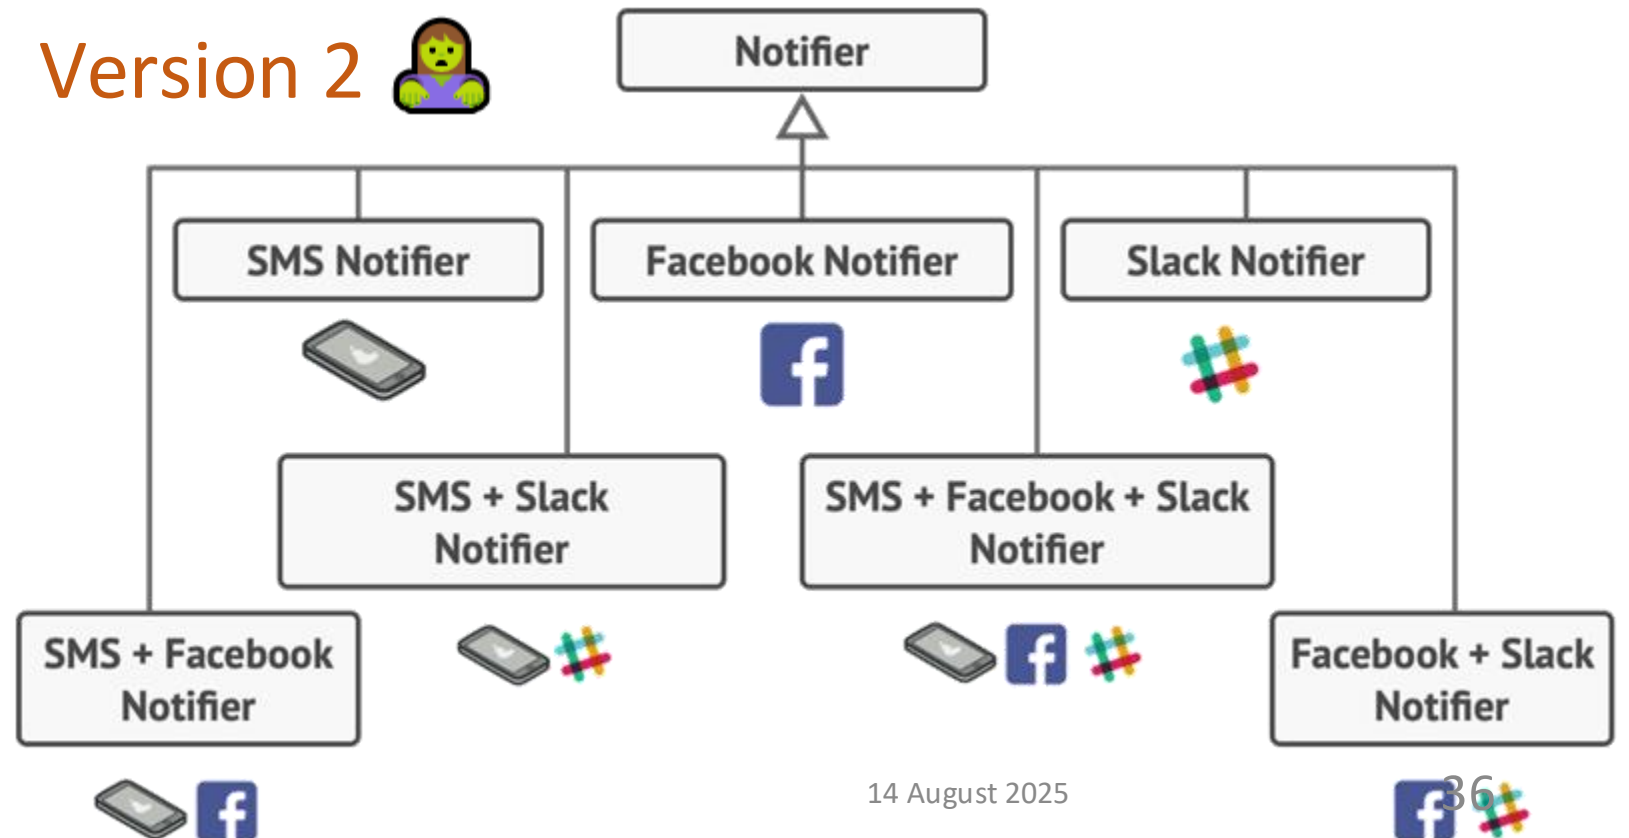 Version 2
Notifier
SMS Notifier
Facebook Notifier
Slack Notifier
SMS + Slack
Notifier
SMS + Facebook + Slack
Notifier
SMS + Facebook
Notifier
Facebook + Slack
Notifier
14 August 2025
36